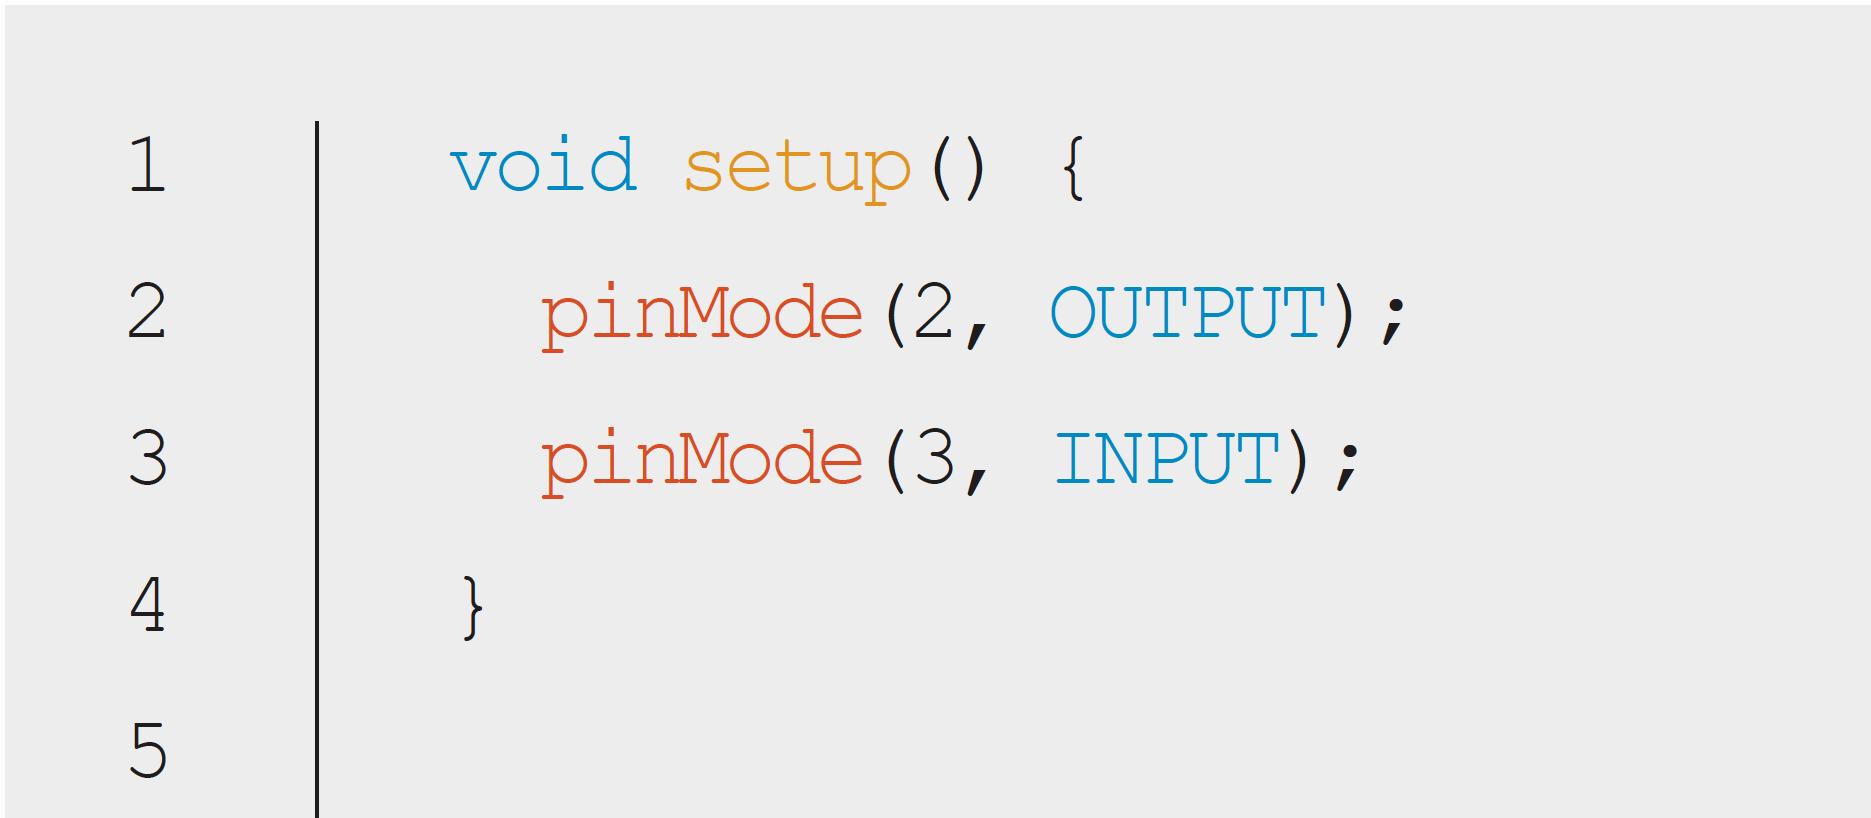 1 void setup() {
2 pinMode(2, OUTPUT);
3 pinMode(3, INPUT);
4 }
5